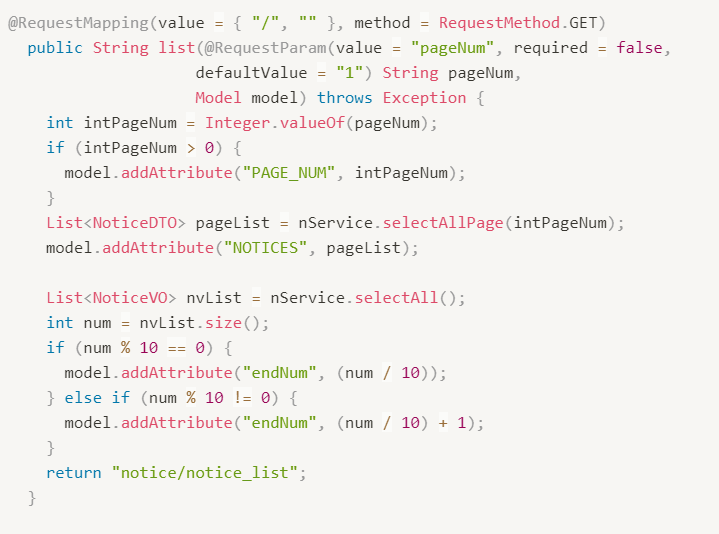 @RequestMapping(value = { "/", "" }, method = RequestMethod.GET)
  public String list(@RequestParam(value = "pageNum", required = false,
                    defaultValue = "1") String pageNum,
                    Model model) throws Exception {
    int intPageNum = Integer.valueOf(pageNum);
    if (intPageNum > 0) {
      model.addAttribute("PAGE_NUM", intPageNum);
    }
    List<NoticeDTO> pageList = nService.selectAllPage(intPageNum);
    model.addAttribute("NOTICES", pageList);

    List<NoticeVO> nvList = nService.selectAll();
    int num = nvList.size();
    if (num % 10 == 0) {
      model.addAttribute("endNum", (num / 10));
    } else if (num % 10 != 0) {
      model.addAttribute("endNum", (num / 10) + 1);
    }
    return "notice/notice_list";
  }